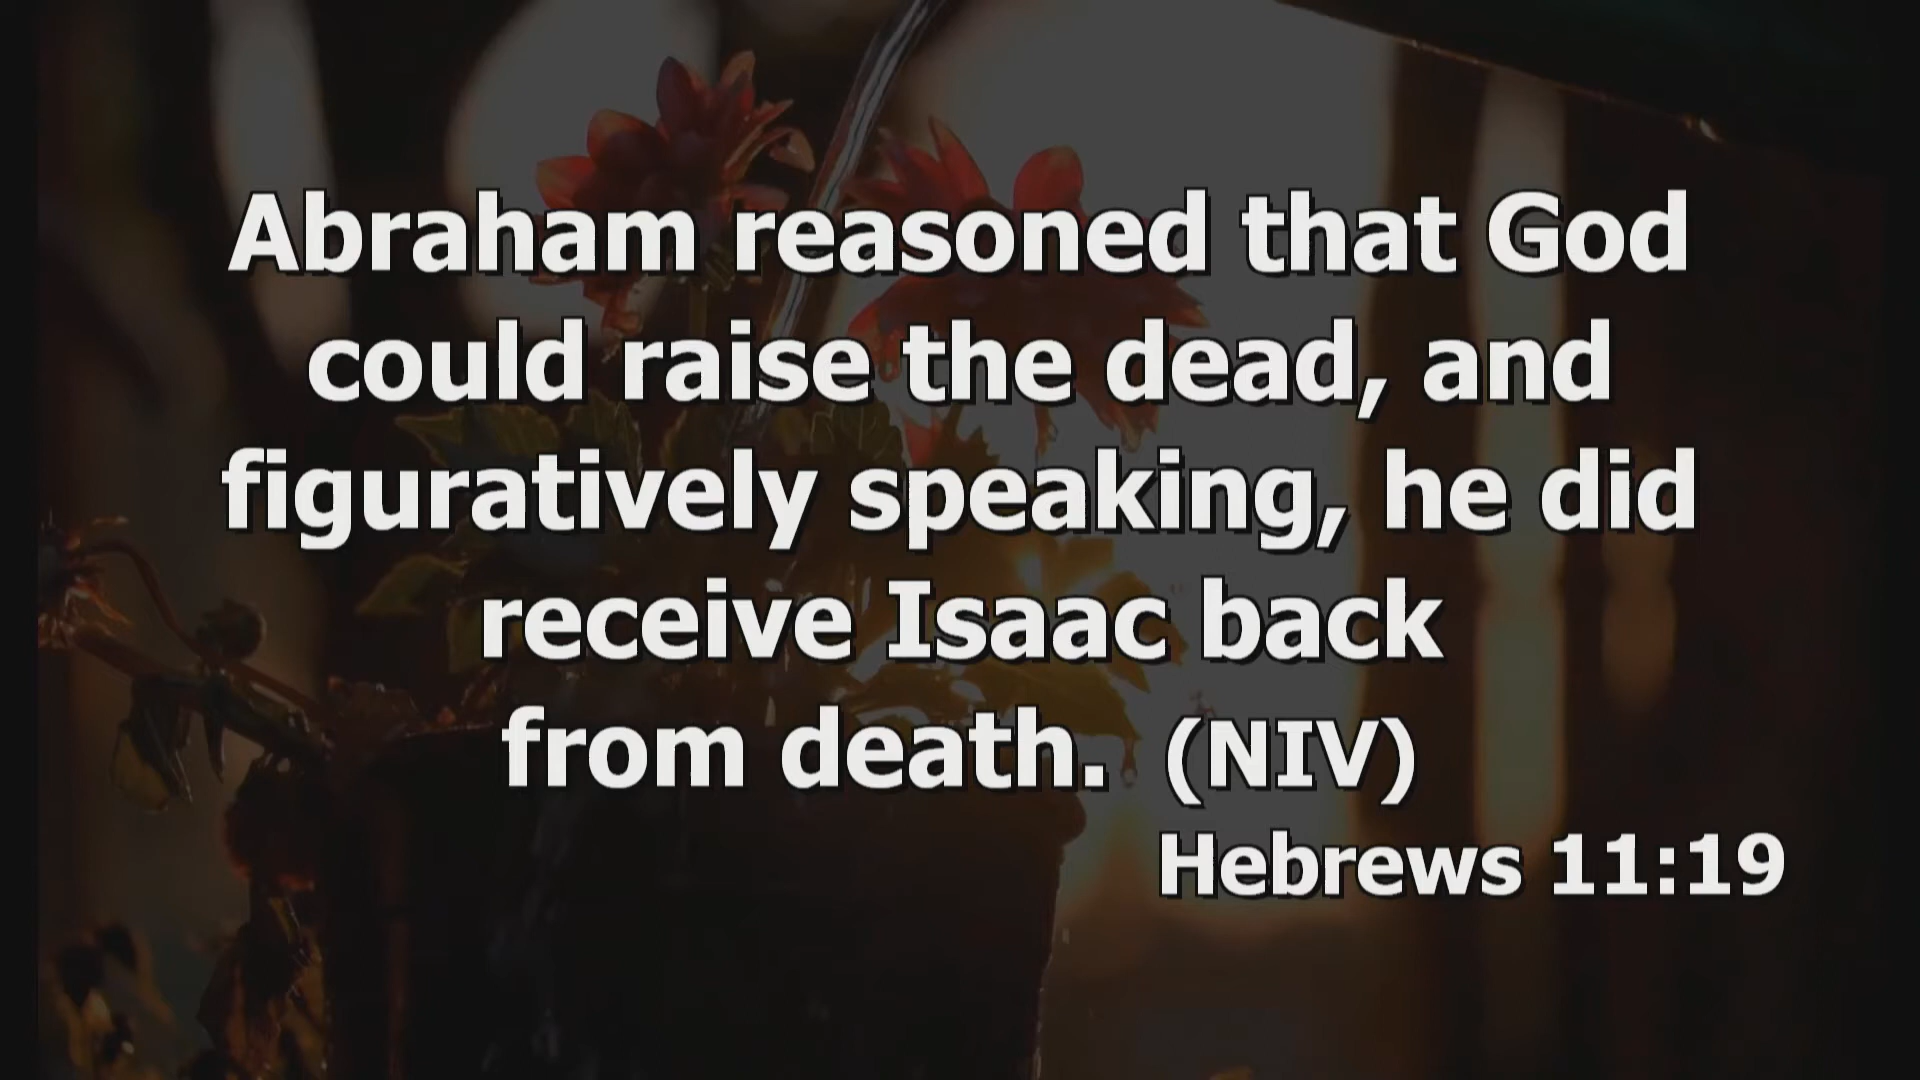 Abraham reasoned that God
could raise the dead, and
figuratively speaking, he did
receive Isaac back
from death. (NIV)
Hebrews 11:19